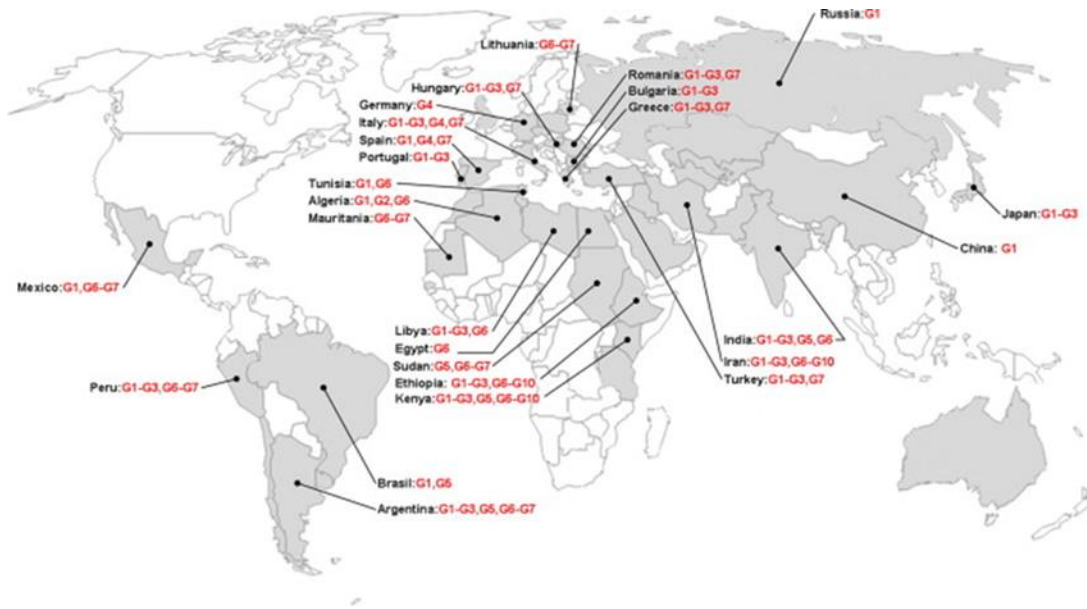 Russia:G1
Lithuania:G6-G7
Romania:G1-G3,G7
Hungary:G1-G3,G7
Bulgaria:G1-G3
Germany:G4
Greece:G1-G3,G7
Italy:G1-G3,G4,G7
Spain:G1,G4,G7
Portugal:G1-G3
Tunisia:G1,G6
Algeria:G1,G2,G6
Mauritania:G6-G7
Japan:G1-G3
China: G1
Mexico:G1,G6-G7
Libya:G1-G3,G6
India:G1-G3,G5,G6
Egypt:G6
Iran:G1-G3,G6-G10
Sudan:G5,G6-G7
Turkey:G1-G3,G7
Ethiopia: G1-G3,G6-G10
Peru:G1-G3,G6-G7
Kenya:G1-G3,G5,G6-G10
Brasil:G1,G5
Argentina:G1-G3,G5,G6-G7